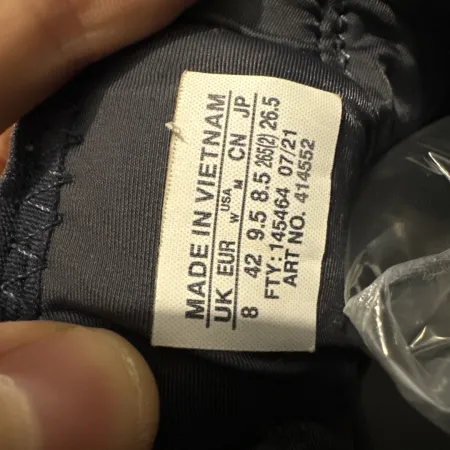 MADE IN VIETNAM
UK EUR USA W M CN JP
8 42 9.5 8.5 265(2) 26.5
FTY: 145464 07/21
ART NO. 414552